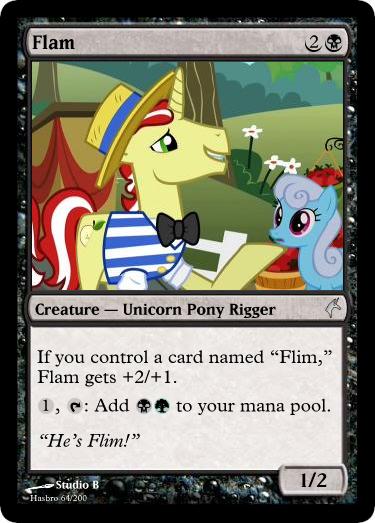 Flam 2
Creature — Unicorn Pony Rigger
If you control a card named “Flim,”
Flam gets +2/+1.
1, : Add to your mana pool.
“He’s Flim!”
Studio B
Hasbro 64/200
1/2